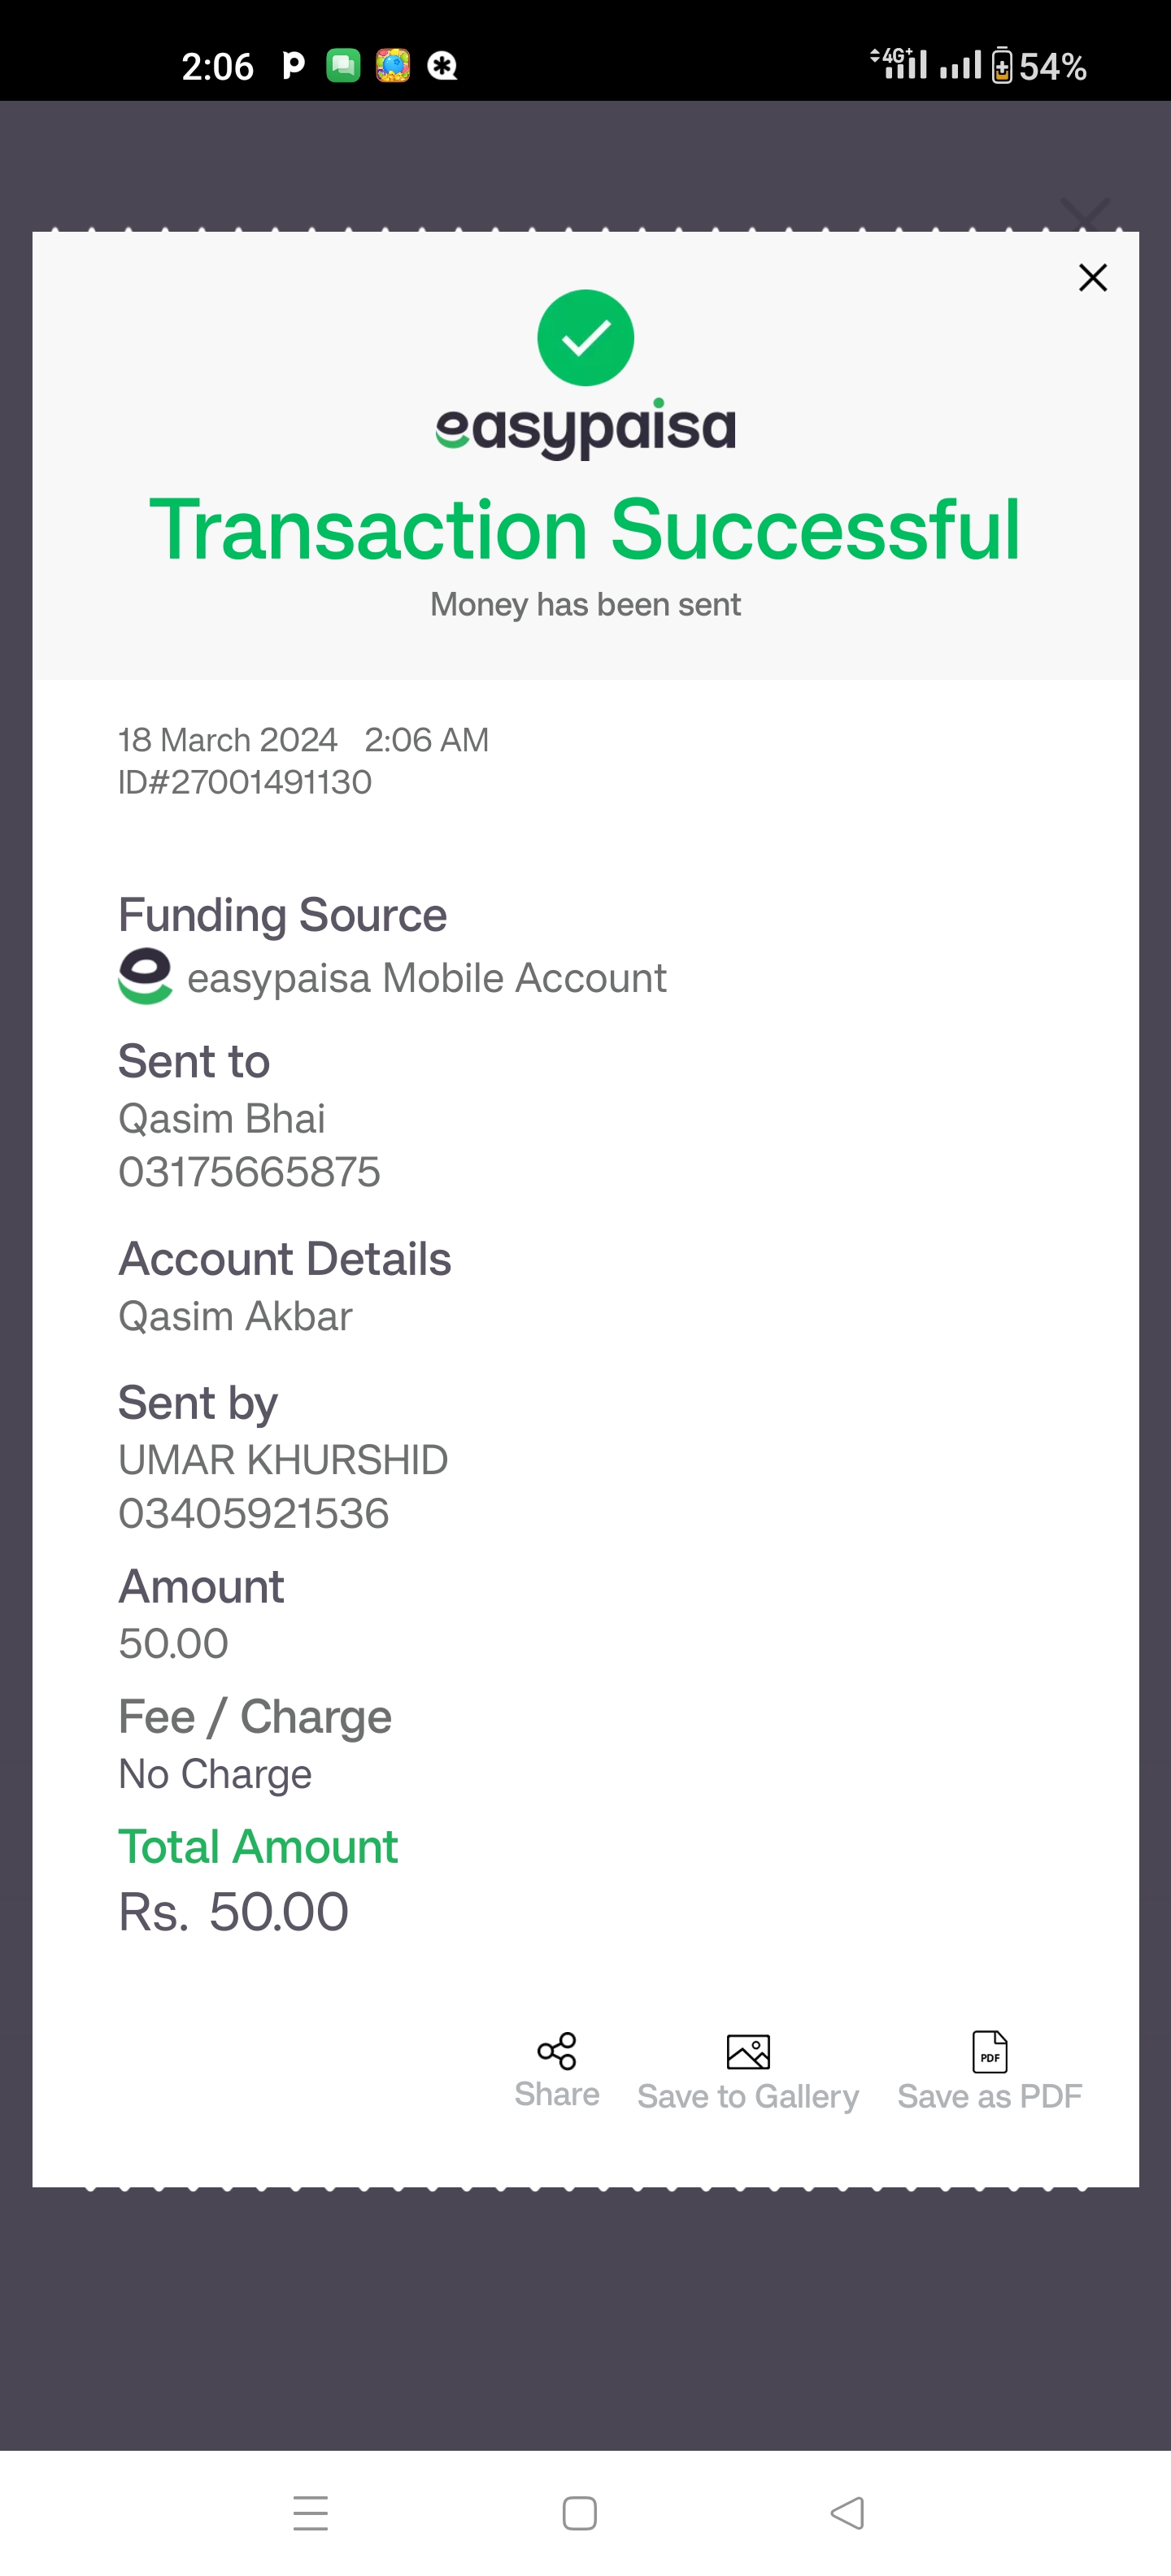 2:06
4G+ 54%
easypaisa
Transaction Successful
Money has been sent
18 March 2024 2:06 AM
ID#27001491130
Funding Source
easypaisa Mobile Account
Sent to
Qasim Bhai
03175665875
Account Details
Qasim Akbar
Sent by
UMAR KHURSHID
03405921536
Amount
50.00
Fee / Charge
No Charge
Total Amount
Rs. 50.00
PDF
Share Save to Gallery Save as PDF